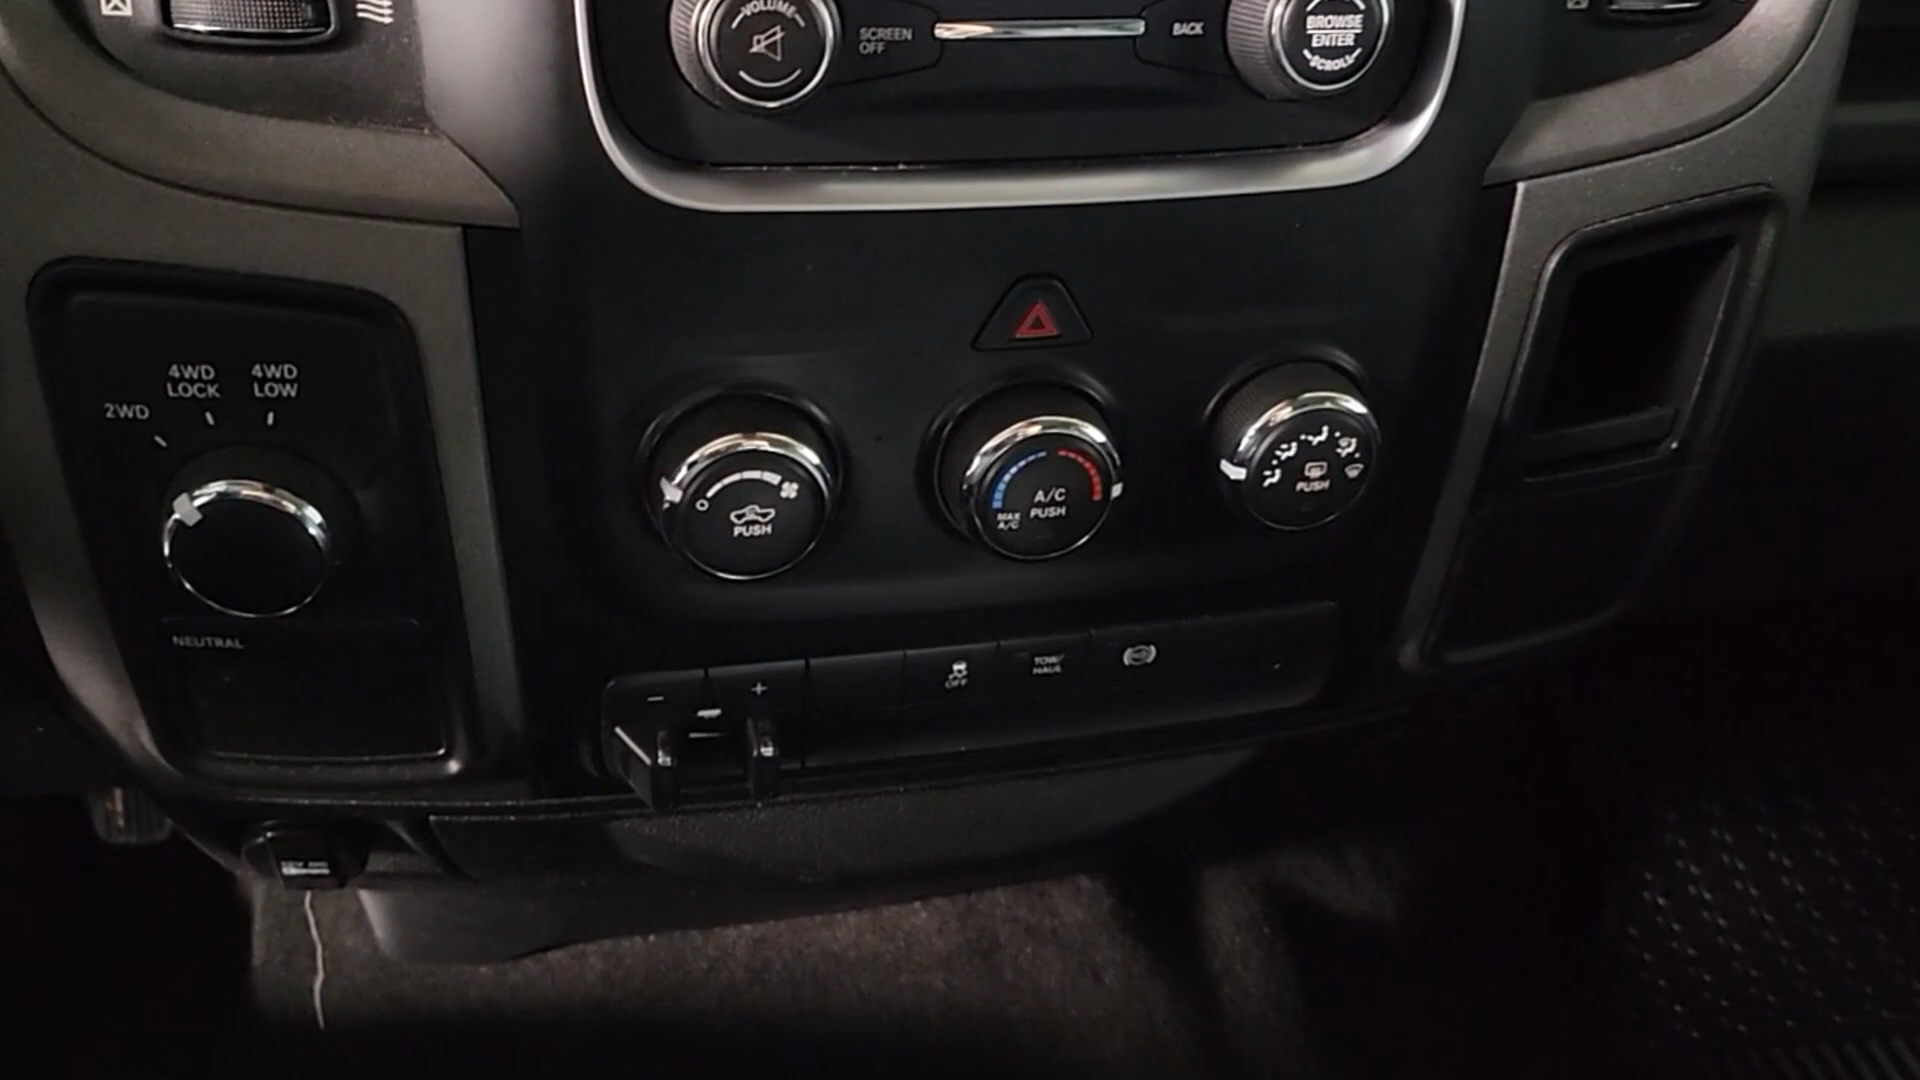 VOLUME
SCREEN
OFF
BACK
BROWSE
ENTER
SCROLL
4WD
LOCK
4WD
LOW
2WD
NEUTRAL
PUSH
A/C
PUSH
MAX
A/C
PUSH
- +
OFF
TOW/
HAUL